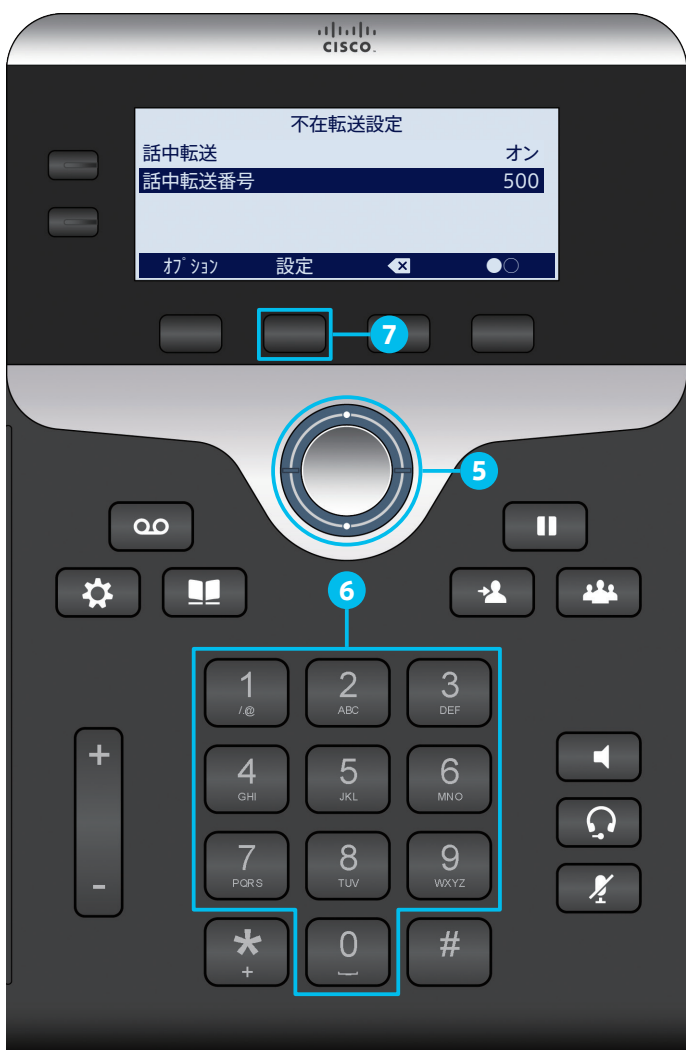 CISCO.
不在転送設定
話中転送 オン
話中転送番号 500
ｵﾌﾟｼｮﾝ 設定
7
5
6
1 2 3
/.@ ABC DEF
+
4 5 6
GHI JKL MNO
7 8 9
PQRS TUV WXYZ
-
* 0 #
+